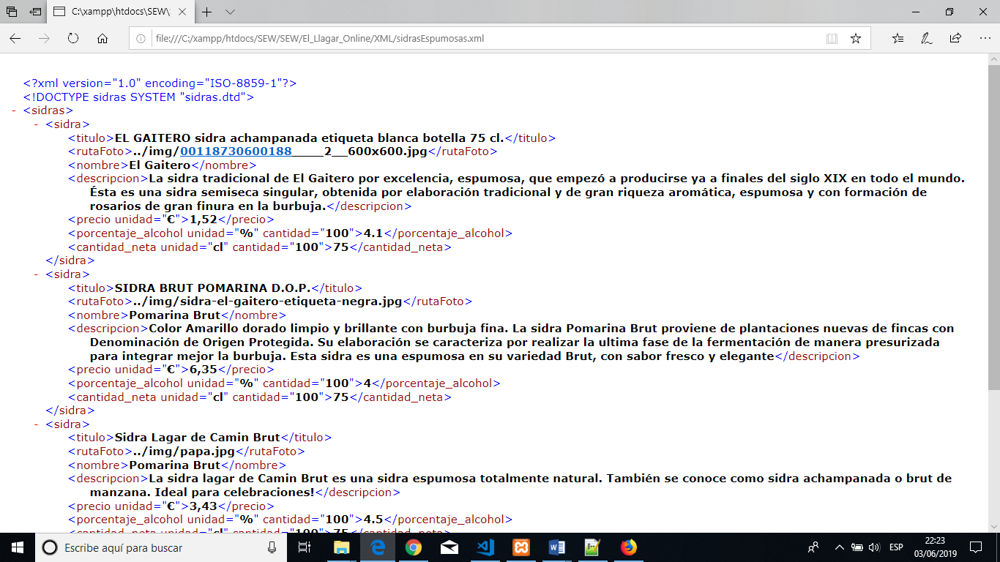 C:\xampp\htdocs\SEW\
file:///C:/xampp/htdocs/SEW/SEW/El_Llagar_Online/XML/sidrasEspumosas.xml
<?xml version="1.0" encoding="ISO-8859-1"?>
<!DOCTYPE sidras SYSTEM "sidras.dtd">
- <sidras>
- <sidra>
<titulo>EL GAITERO sidra achampanada etiqueta blanca botella 75 cl.</titulo>
<rutaFoto>../img/00118730600188_____2__600x600.jpg</rutaFoto>
<nombre>El Gaitero</nombre>
<descripcion>La sidra tradicional de El Gaitero por excelencia, espumosa, que empezó a producirse ya a finales del siglo XIX en todo el mundo.
Ésta es una sidra semiseca singular, obtenida por elaboración tradicional y de gran riqueza aromática, espumosa y con formación de
rosarios de gran finura en la burbuja.</descripcion>
<precio unidad="€">1,52</precio>
<porcentaje_alcohol unidad="%" cantidad="100">4.1</porcentaje_alcohol>
<cantidad_neta unidad="cl" cantidad="100">75</cantidad_neta>
</sidra>
- <sidra>
<titulo>SIDRA BRUT POMARINA D.O.P.</titulo>
<rutaFoto>../img/sidra-el-gaitero-etiqueta-negra.jpg</rutaFoto>
<nombre>Pomarina Brut</nombre>
<descripcion>Color Amarillo dorado limpio y brillante con burbuja fina. La sidra Pomarina Brut proviene de plantaciones nuevas de fincas con
Denominación de Origen Protegida. Su elaboración se caracteriza por realizar la ultima fase de la fermentación de manera presurizada
para integrar mejor la burbuja. Esta sidra es una espumosa en su variedad Brut, con sabor fresco y elegante</descripcion>
<precio unidad="€">6,35</precio>
<porcentaje_alcohol unidad="%" cantidad="100">4</porcentaje_alcohol>
<cantidad_neta unidad="cl" cantidad="100">75</cantidad_neta>
</sidra>
- <sidra>
<titulo>Sidra Lagar de Camin Brut</titulo>
<rutaFoto>../img/papa.jpg</rutaFoto>
<nombre>Pomarina Brut</nombre>
<descripcion>La sidra lagar de Camin Brut es una sidra espumosa totalmente natural. También se conoce como sidra achampanada o brut de
manzana. Ideal para celebraciones!</descripcion>
<precio unidad="€">3,43</precio>
<porcentaje_alcohol unidad="%" cantidad="100">4.5</porcentaje_alcohol>
<cantidad_neta unidad="cl" cantidad="100">75</cantidad_neta>
Escribe aquí para buscar
ESP
22:23
03/06/2019